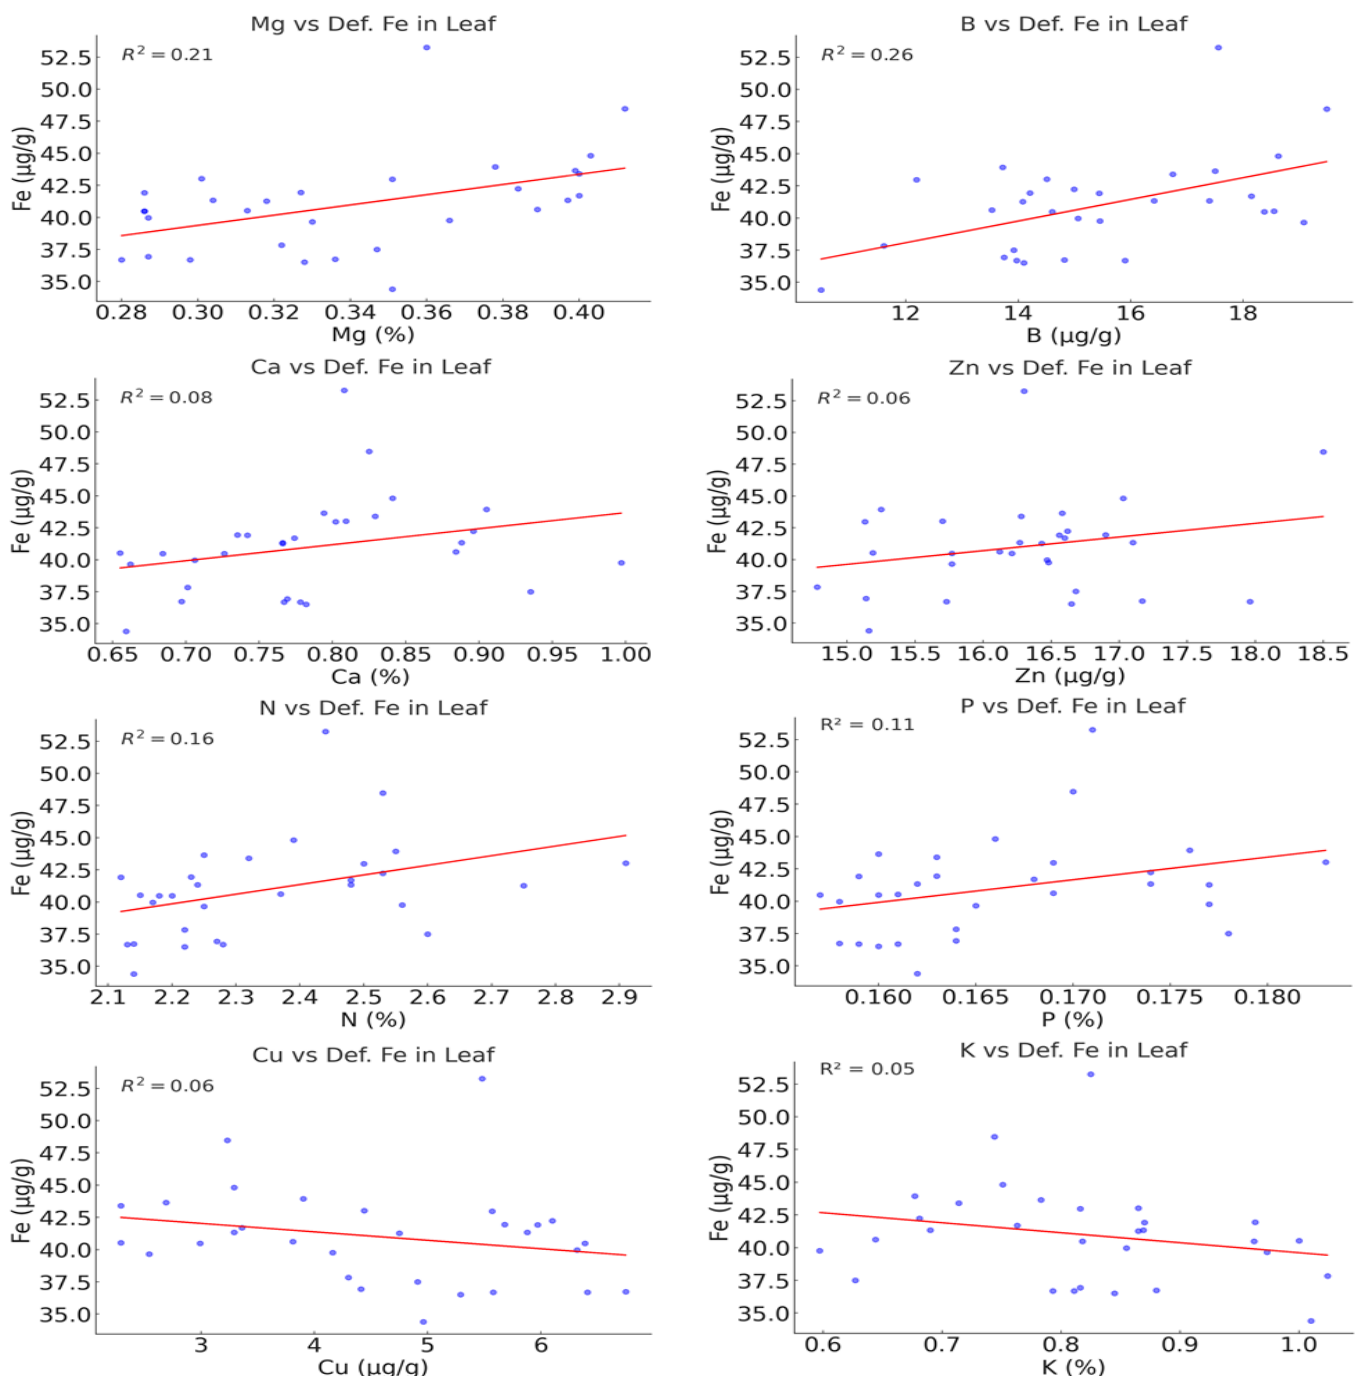 Mg vs Def. Fe in Leaf
R² = 0.21
Fe (μg/g)
52.5
50.0
47.5
45.0
42.5
40.0
37.5
35.0
0.28 0.30 0.32 0.34 0.36 0.38 0.40
Mg (%)
B vs Def. Fe in Leaf
R² = 0.26
Fe (μg/g)
52.5
50.0
47.5
45.0
42.5
40.0
37.5
35.0
12 14 16 18
B (μg/g)
Ca vs Def. Fe in Leaf
R² = 0.08
Fe (μg/g)
52.5
50.0
47.5
45.0
42.5
40.0
37.5
35.0
0.65 0.70 0.75 0.80 0.85 0.90 0.95 1.00
Ca (%)
Zn vs Def. Fe in Leaf
R² = 0.06
Fe (μg/g)
52.5
50.0
47.5
45.0
42.5
40.0
37.5
35.0
15.0 15.5 16.0 16.5 17.0 17.5 18.0 18.5
Zn (μg/g)
N vs Def. Fe in Leaf
R² = 0.16
Fe (μg/g)
52.5
50.0
47.5
45.0
42.5
40.0
37.5
35.0
2.1 2.2 2.3 2.4 2.5 2.6 2.7 2.8 2.9
N (%)
P vs Def. Fe in Leaf
R² = 0.11
Fe (μg/g)
52.5
50.0
47.5
45.0
42.5
40.0
37.5
35.0
0.160 0.165 0.170 0.175 0.180
P (%)
Cu vs Def. Fe in Leaf
R² = 0.06
Fe (μg/g)
52.5
50.0
47.5
45.0
42.5
40.0
37.5
35.0
3 4 5 6
Cu (μg/g)
K vs Def. Fe in Leaf
R² = 0.05
Fe (μg/g)
52.5
50.0
47.5
45.0
42.5
40.0
37.5
35.0
0.6 0.7 0.8 0.9 1.0
K (%)